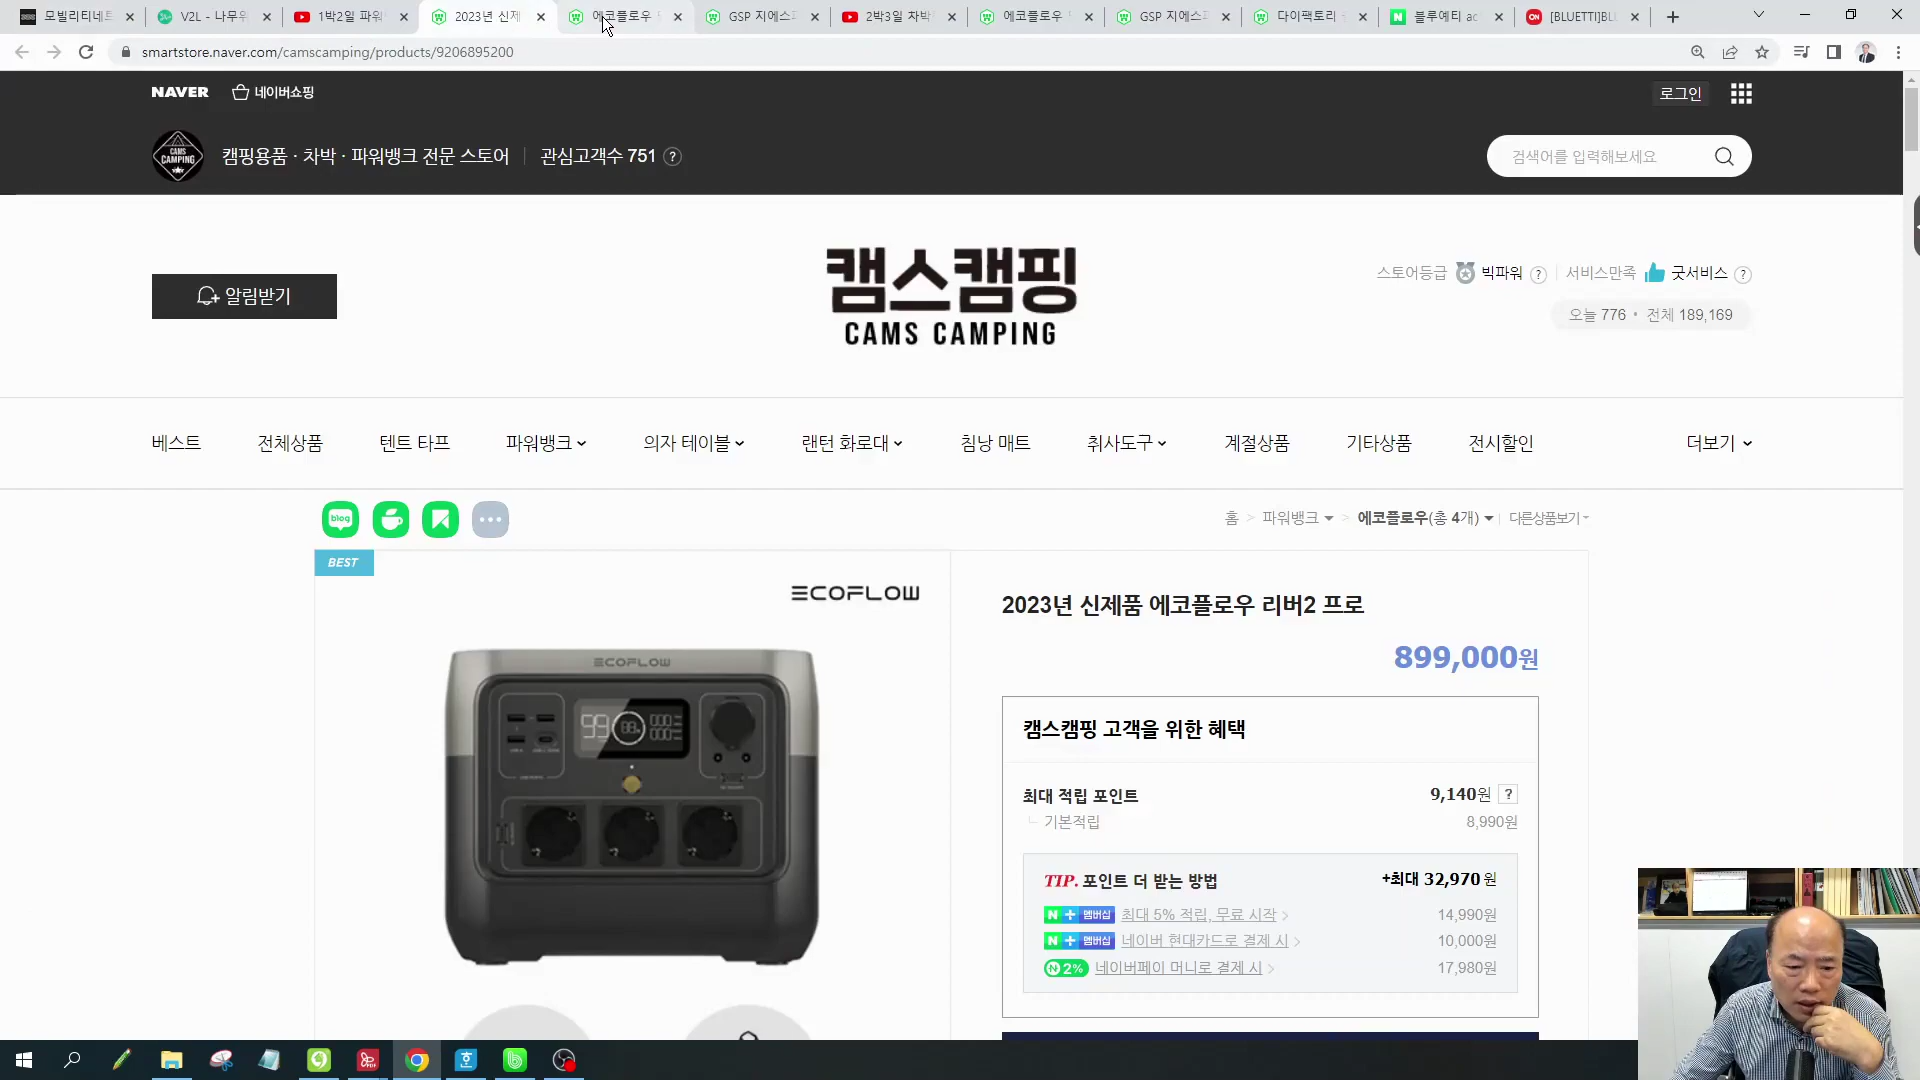 모빌리티네트
V2L - 나무위
1박2일 파워
2023년 신제
에코플로우
GSP 지에스피
2박3일 차박
에코플로우
GSP 지에스피
다이팩토리
블루예티 ac
[BLUETTI]BL
smartstore.naver.com/camscamping/products/9206895200
NAVER 네이버쇼핑
로그인
CAMS CAMPING
캠핑용품 · 차박 · 파워뱅크 전문 스토어 관심고객수 751 ?
검색어를 입력해보세요
알림받기
캠스캠핑
CAMS CAMPING
스토어등급 빅파워 ? 서비스만족 굿서비스 ?
오늘 776 • 전체 189,169
베스트 전체상품 텐트 타프 파워뱅크 의자 테이블 랜턴 화로대 침낭 매트 취사도구 계절상품 기타상품 전시할인 더보기
blog
홈 > 파워뱅크 > 에코플로우(총 4개) 다른상품보기
BEST
ECOFLOW
ECOFLOW
99
2023년 신제품 에코플로우 리버2 프로
899,000원
캠스캠핑 고객을 위한 혜택
최대 적립 포인트 9,140원 ?
기본적립 8,990원
TIP. 포인트 더 받는 방법 +최대 32,970원
N+ 멤버십 최대 5% 적립, 무료 시작 > 14,990원
N+ 멤버십 네이버 현대카드로 결제 시 > 10,000원
N 2% 네이버페이 머니로 결제 시 > 17,980원